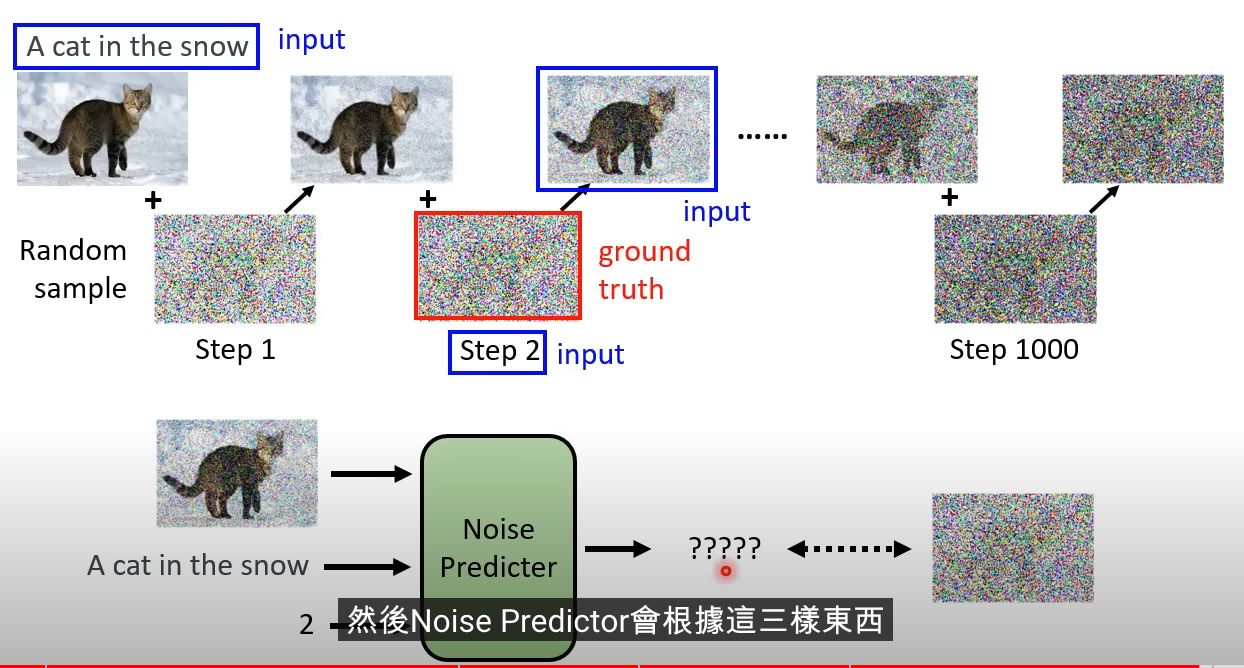 A cat in the snow
input
......
input
Random
sample
ground
truth
Step 1
Step 2
input
Step 1000
Noise
Predicter
?????
A cat in the snow
2
然後Noise Predictor會根據這三樣東西